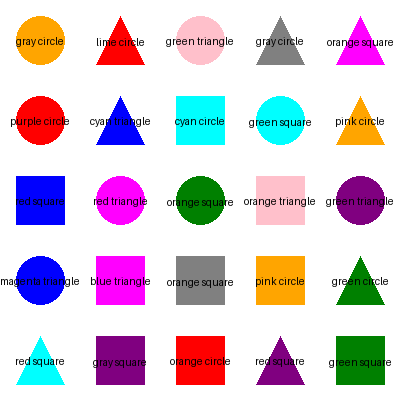 gray circle
lime circle
green triangle
gray circle
orange square
purple circle
cyan triangle
cyan circle
green square
pink circle
red square
red triangle
orange square
orange triangle
green triangle
magenta triangle
blue triangle
orange square
pink circle
green circle
red square
gray square
orange circle
red square
green square